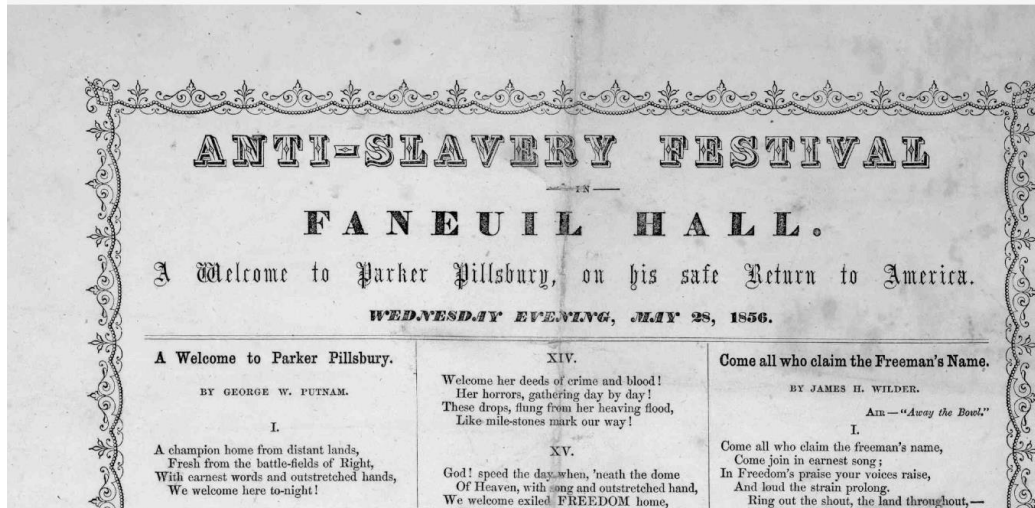 ANTI-SLAVERY FESTIVAL
IN
FANEUIL HALL.
A Welcome to Parker Pillsbury, on his safe Return to America.
WEDNESDAY EVENING, MAY 28, 1856.
A Welcome to Parker Pillsbury.
BY GEORGE W. PUTNAM.
I.
A champion home from distant lands,
Fresh from the battle-fields of Right,
With earnest words and outstretched hands,
We welcome here to-night!
XIV.
Welcome her deeds of crime and blood!
Her horrors, gathering day by day!
These drops, flung from her heaving flood,
Like mile-stones mark our way!
XV.
God! speed the day when, 'neath the dome
Of Heaven, with song and outstretched hand,
We welcome exiled FREEDOM home,
Come all who claim the Freeman's Name.
BY JAMES H. WILDER.
AIR — "Away the Bowl."
I.
Come all who claim the freeman's name,
Come join in earnest song;
In Freedom's praise your voices raise,
And loud the strain prolong.
Ring out the shout, the land throughout,—